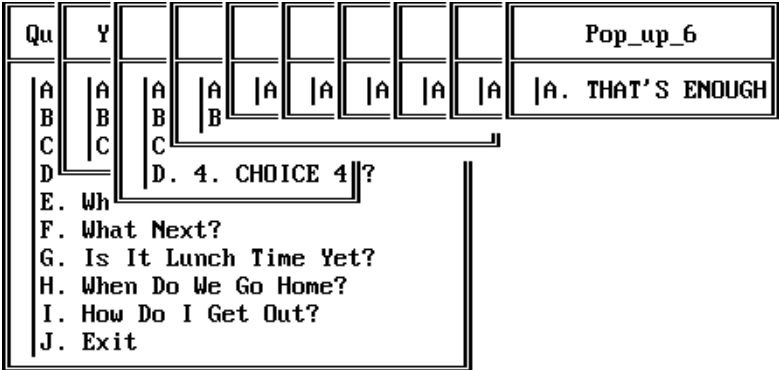 Qu Y Pop_up_6
A A A A A A A A A A. THAT'S ENOUGH
B B B B
C C C
D D. 4. CHOICE 4 ?
E. Wh
F. What Next?
G. Is It Lunch Time Yet?
H. When Do We Go Home?
I. How Do I Get Out?
J. Exit